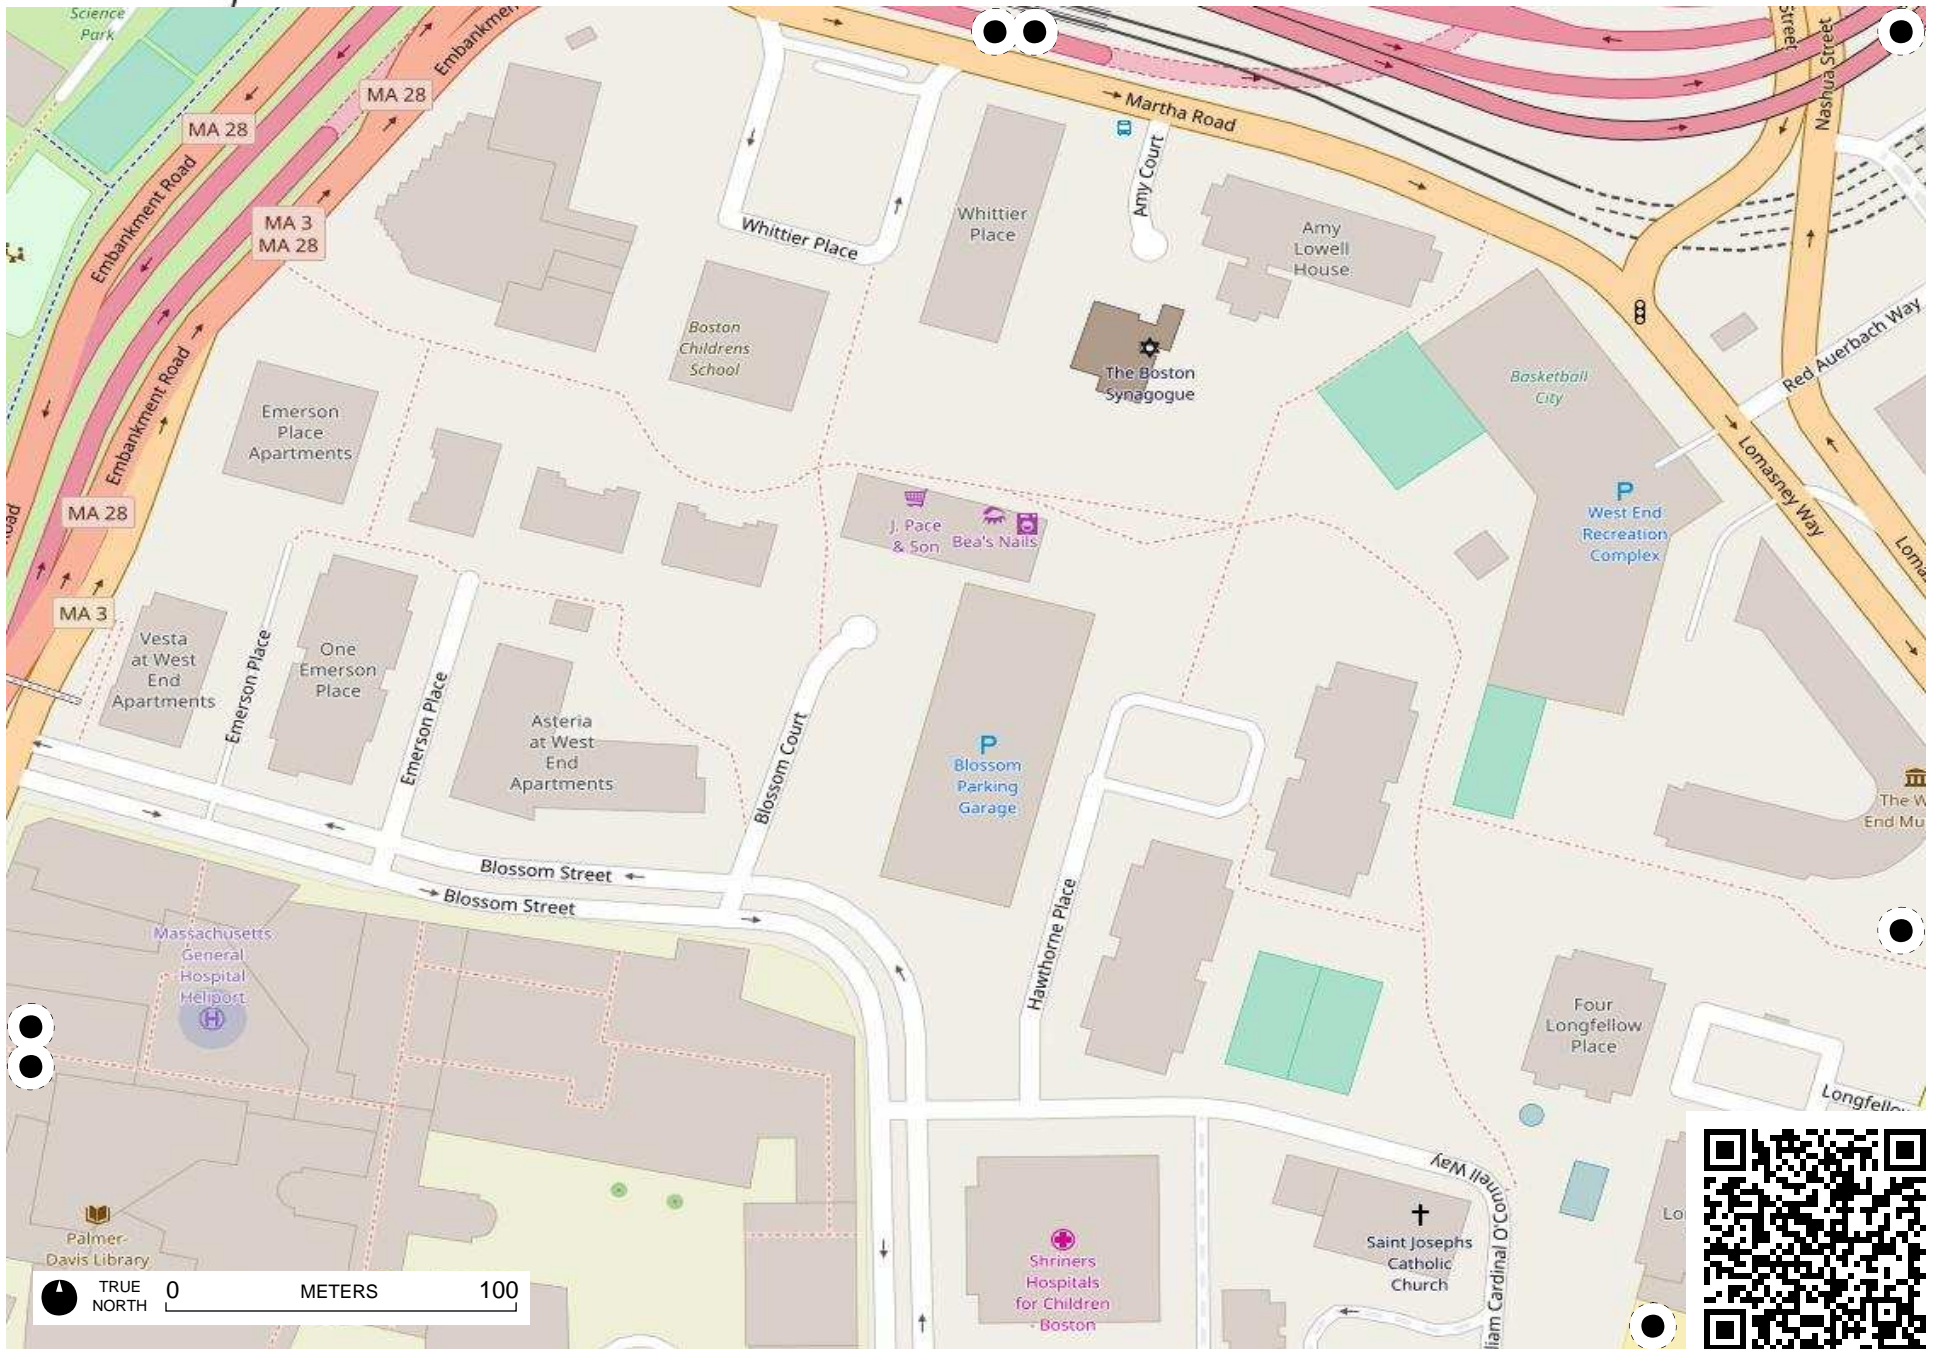 Science
Park
Embankment
MA 28
MA 28
Embankment Road
MA 3
MA 28
Embankment Road
MA 28
MA 3
Martha Road
Street
Nashua Street
Amy Court
Whittier Place
Whittier
Place
Amy
Lowell
House
Boston
Childrens
School
The Boston
Synagogue
Basketball
City
Red Auerbach Way
Lomasney Way
Emerson
Place
Apartments
J. Pace
& Son
Bea's Nails
P
West End
Recreation
Complex
Vesta
at West
End
Apartments
Emerson Place
One
Emerson
Place
Emerson Place
Asteria
at West
End
Apartments
Blossom Court
P
Blossom
Parking
Garage
The W
End Mu
Blossom Street
Blossom Street
Hawthorne Place
Massachusetts
General
Hospital
Heliport
H
Four
Longfellow
Place
Longfellow
Palmer-
Davis Library
Shriners
Hospitals
for Children
- Boston
Saint Josephs
Catholic
Church
liam Cardinal O'Connell Way
Lo
TRUE
NORTH
0 METERS 100